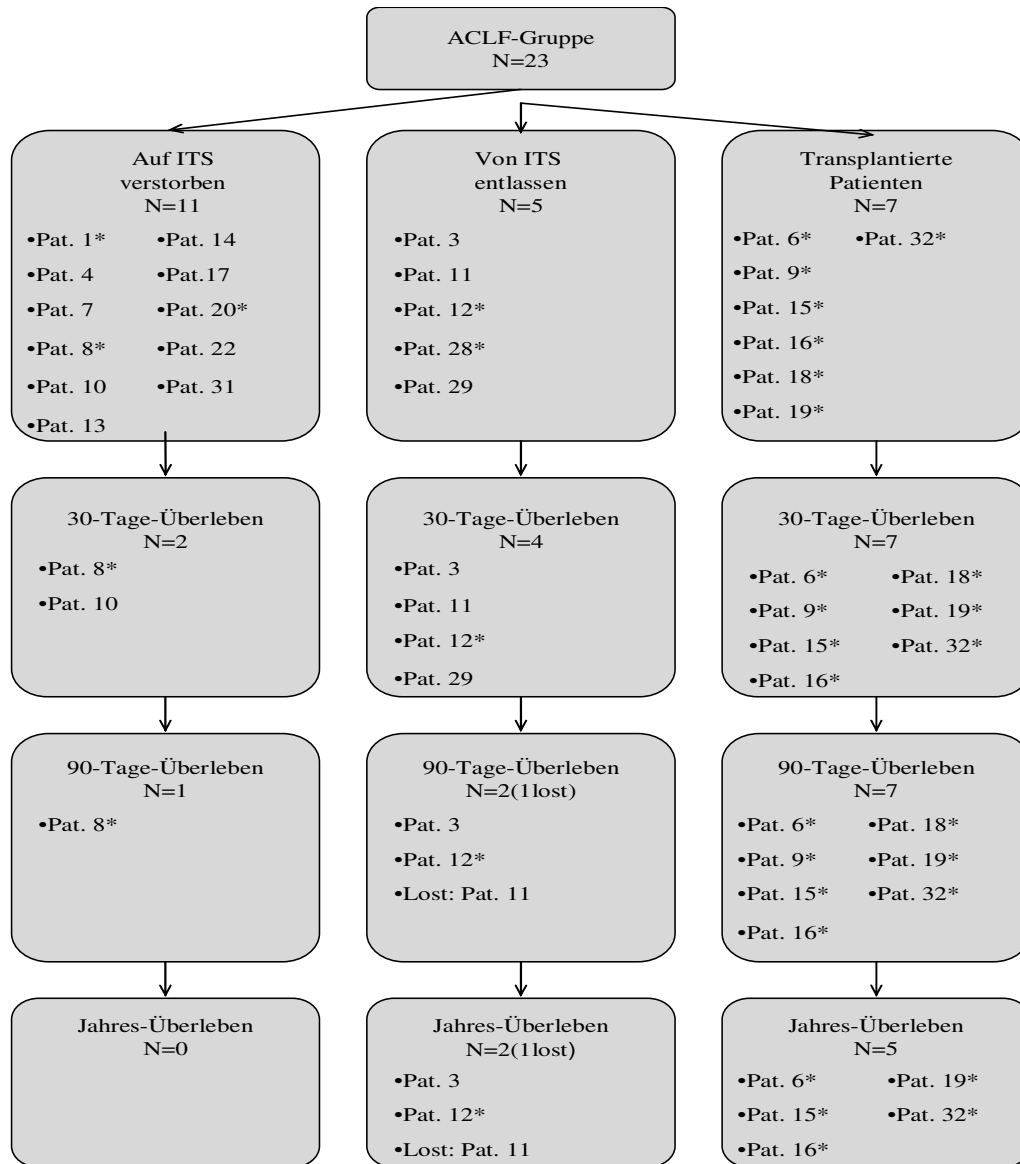 ACLF-Gruppe
N=23
Auf ITS
verstorben
N=11
•Pat. 1*
•Pat. 14
•Pat. 4
•Pat.17
•Pat. 7
•Pat. 20*
•Pat. 8*
•Pat. 22
•Pat. 10
•Pat. 31
•Pat. 13
Von ITS
entlassen
N=5
•Pat. 3
•Pat. 11
•Pat. 12*
•Pat. 28*
•Pat. 29
Transplantierte
Patienten
N=7
•Pat. 6*
•Pat. 32*
•Pat. 9*
•Pat. 15*
•Pat. 16*
•Pat. 18*
•Pat. 19*
30-Tage-Überleben
N=2
•Pat. 8*
•Pat. 10
30-Tage-Überleben
N=4
•Pat. 3
•Pat. 11
•Pat. 12*
•Pat. 29
30-Tage-Überleben
N=7
•Pat. 6*
•Pat. 18*
•Pat. 9*
•Pat. 19*
•Pat. 15*
•Pat. 32*
•Pat. 16*
90-Tage-Überleben
N=1
•Pat. 8*
90-Tage-Überleben
N=2(1lost)
•Pat. 3
•Pat. 12*
•Lost: Pat. 11
90-Tage-Überleben
N=7
•Pat. 6*
•Pat. 18*
•Pat. 9*
•Pat. 19*
•Pat. 15*
•Pat. 32*
•Pat. 16*
Jahres-Überleben
N=0
Jahres-Überleben
N=2(1lost)
•Pat. 3
•Pat. 12*
•Lost: Pat. 11
Jahres-Überleben
N=5
•Pat. 6*
•Pat. 19*
•Pat. 15*
•Pat. 32*
•Pat. 16*